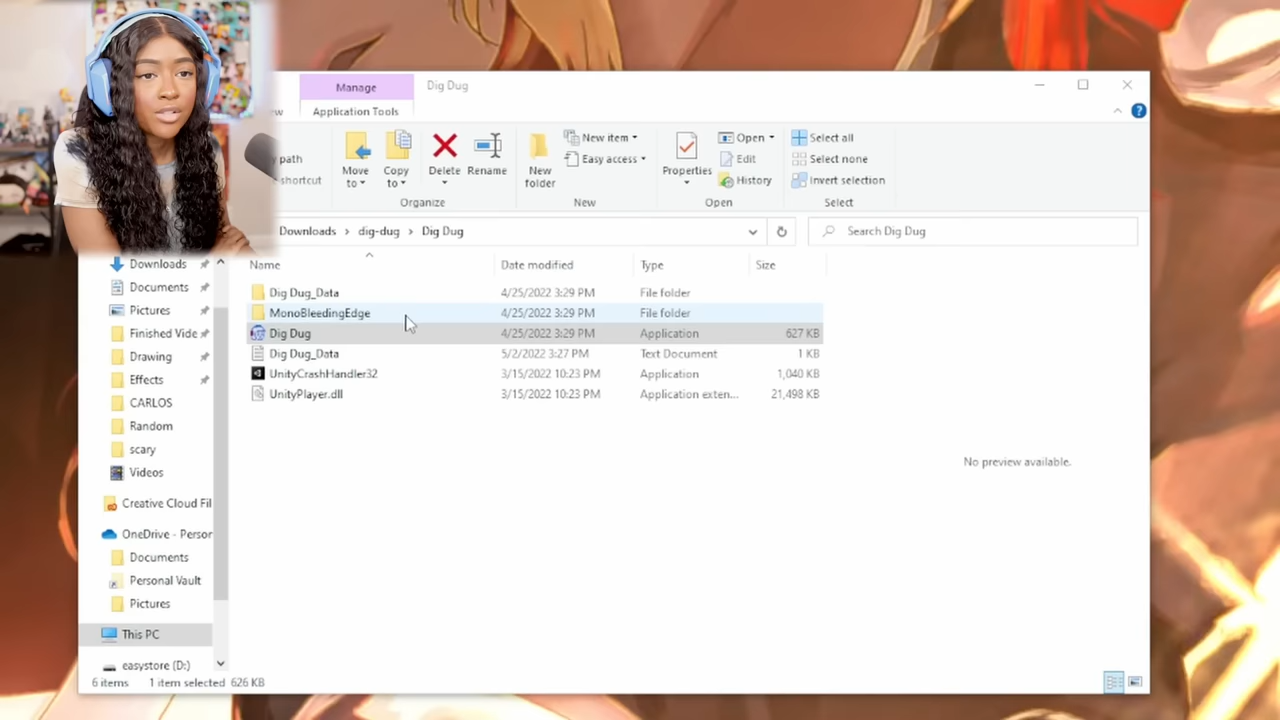 Manage
Dig Dug
Application Tools
path
shortcut
Move to
Copy to
Delete
Rename
New folder
New item
Easy access
Properties
Open
Edit
History
Select all
Select none
Invert selection
Organize
New
Open
Select
Downloads > dig-dug > Dig Dug
Search Dig Dug
Name Date modified Type Size
Dig Dug_Data 4/25/2022 3:29 PM File folder
MonoBleedingEdge 4/25/2022 3:29 PM File folder
Dig Dug 4/25/2022 3:29 PM Application 627 KB
Dig Dug_Data 5/2/2022 3:27 PM Text Document 1 KB
UnityCrashHandler32 3/15/2022 10:23 PM Application 1,040 KB
UnityPlayer.dll 3/15/2022 10:23 PM Application exten... 21,498 KB
Downloads
Documents
Pictures
Finished Vide
Drawing
Effects
CARLOS
Random
scary
Videos
Creative Cloud Fil
OneDrive - Person
Documents
Personal Vault
Pictures
This PC
easystore (D:)
No preview available.
6 items 1 item selected 626 KB